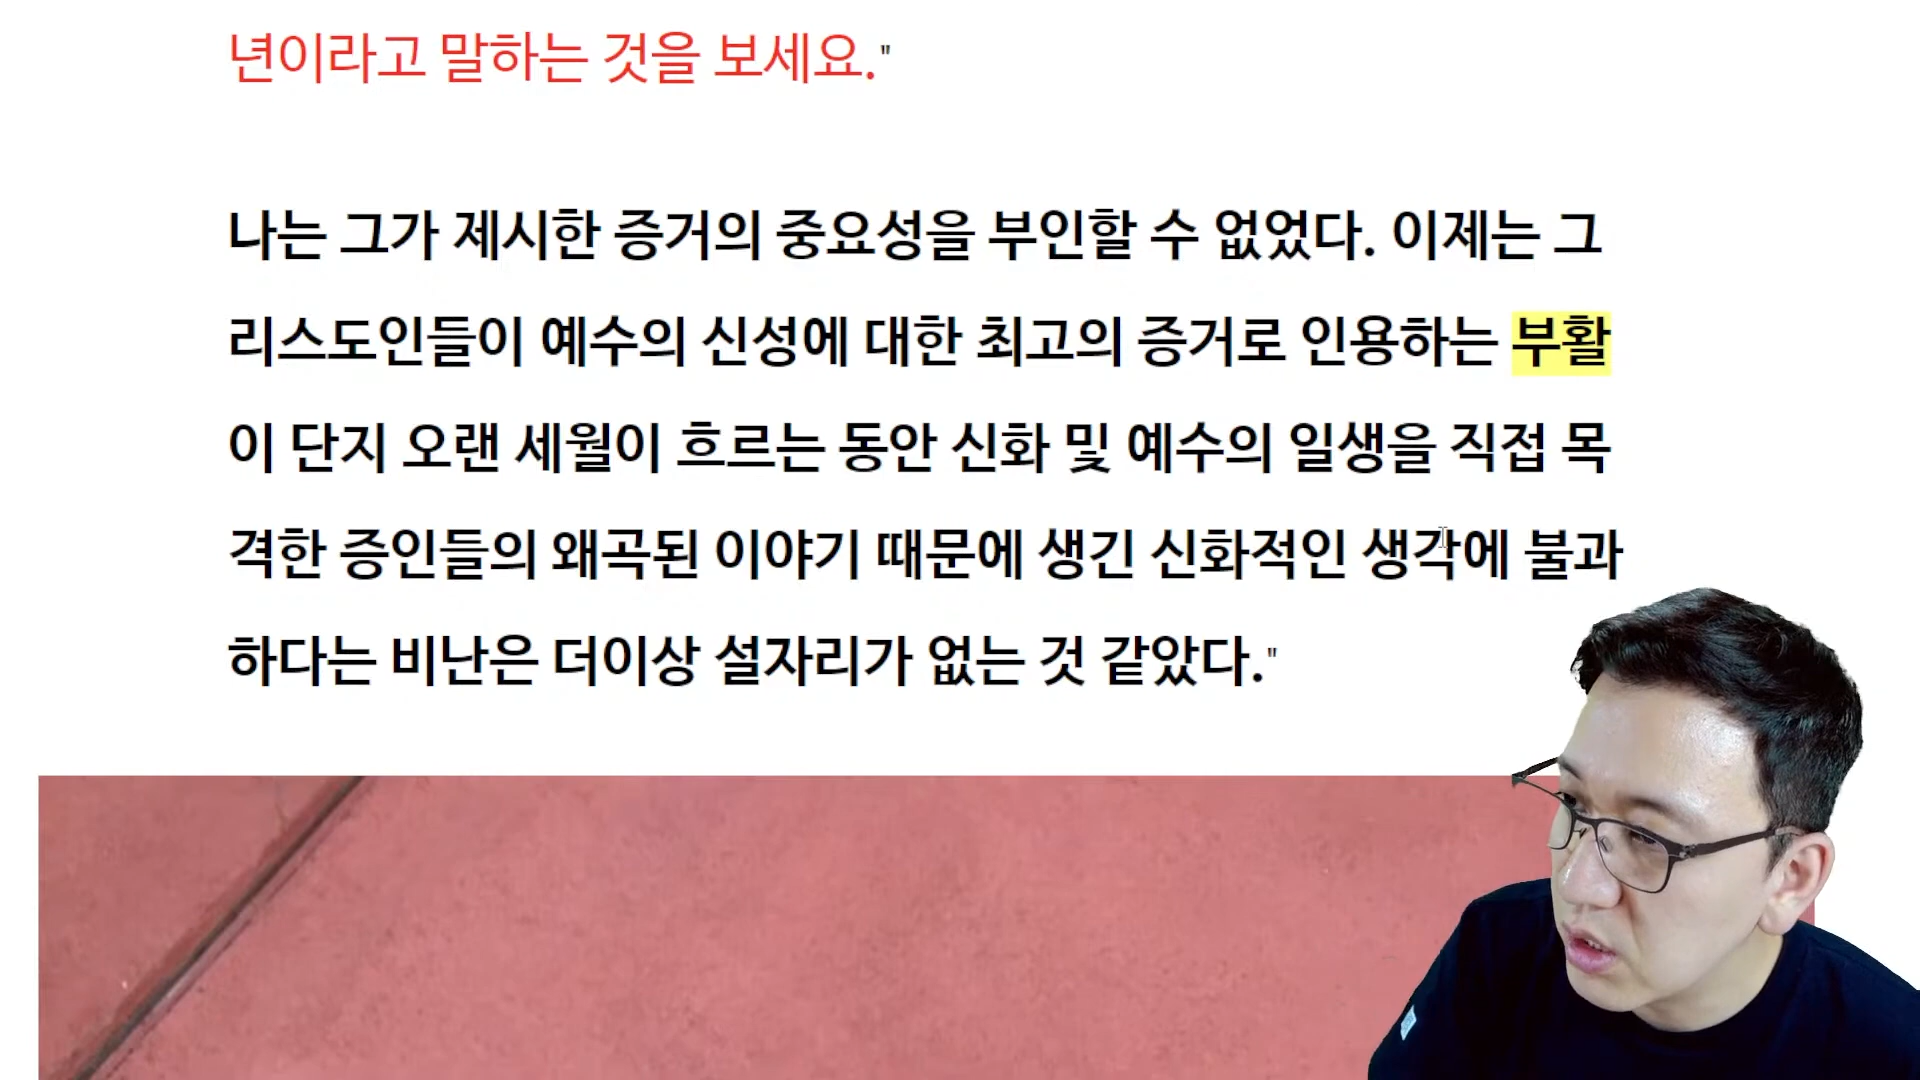 년이라고 말하는 것을 보세요."
나는 그가 제시한 증거의 중요성을 부인할 수 없었다. 이제는 그
리스도인들이 예수의 신성에 대한 최고의 증거로 인용하는 부활
이 단지 오랜 세월이 흐르는 동안 신화 및 예수의 일생을 직접 목
격한 증인들의 왜곡된 이야기 때문에 생긴 신화적인 생각에 불과
하다는 비난은 더이상 설자리가 없는 것 같았다."